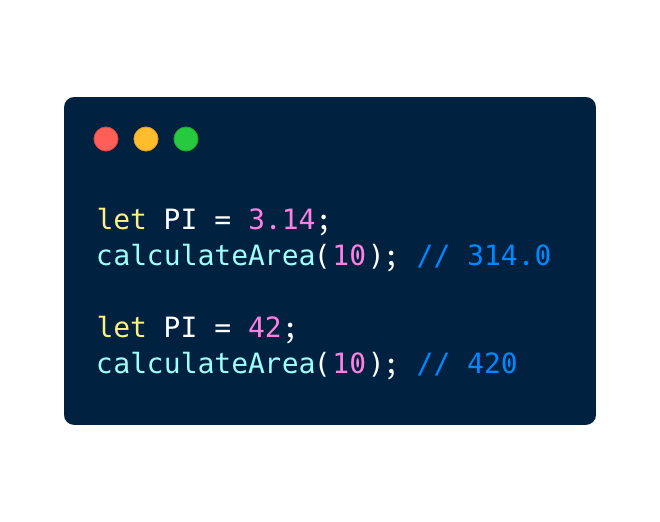 let PI = 3.14;
calculateArea(10); // 314.0
let PI = 42;
calculateArea(10); // 420